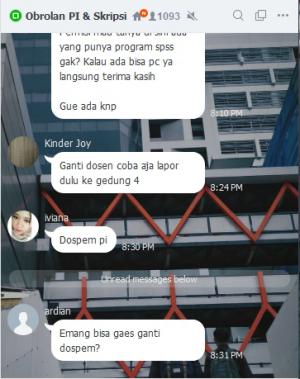 Obrolan PI & Skripsi 1093
Permisi mau tanya di sini ada
yang punya program spss
gak? Kalau ada bisa pc ya
langsung terima kasih
Gue ada knp
8:10 PM
Kinder Joy
Ganti dosen coba aja lapor
dulu ke gedung 4
8:24 PM
iviana
Dospem pi
8:30 PM
Unread messages below
ardian
Emang bisa gaes ganti
dospem?
8:31 PM